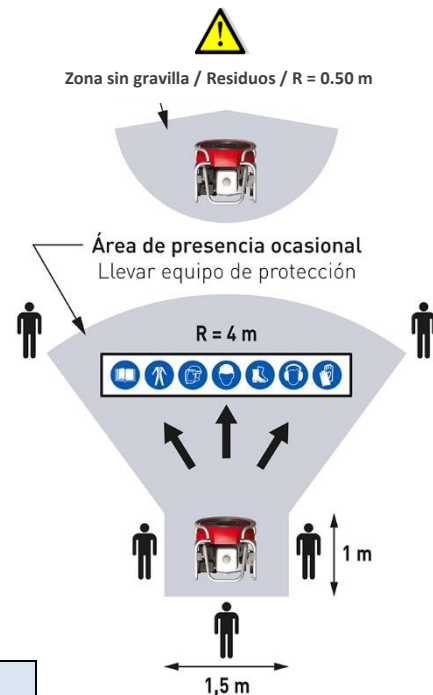 Zona sin gravilla / Residuos / R = 0.50 m
Área de presencia ocasional
Llevar equipo de protección
R = 4 m
1 m
1,5 m